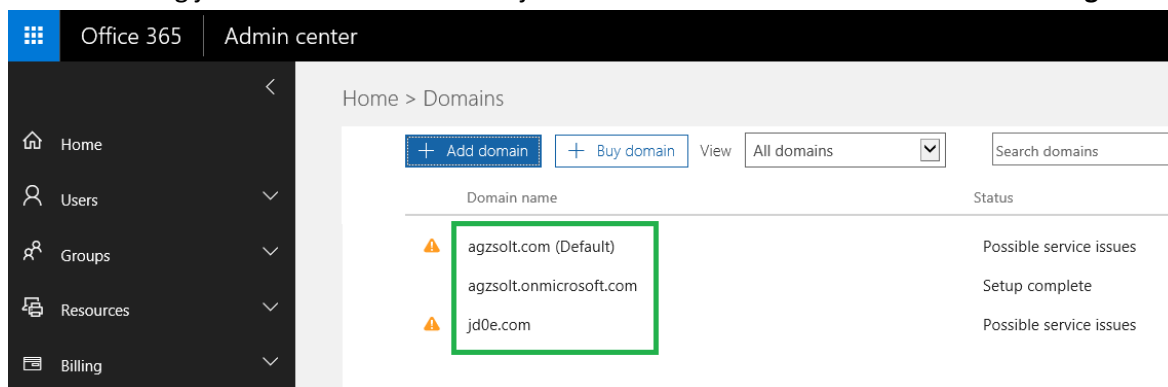 Office 365 Admin center
Home > Domains
Home
+ Add domain + Buy domain View All domains Search domains
Users
Domain name Status
Groups
agzsolt.com (Default) Possible service issues
agzsolt.onmicrosoft.com Setup complete
Resources
jd0e.com Possible service issues
Billing